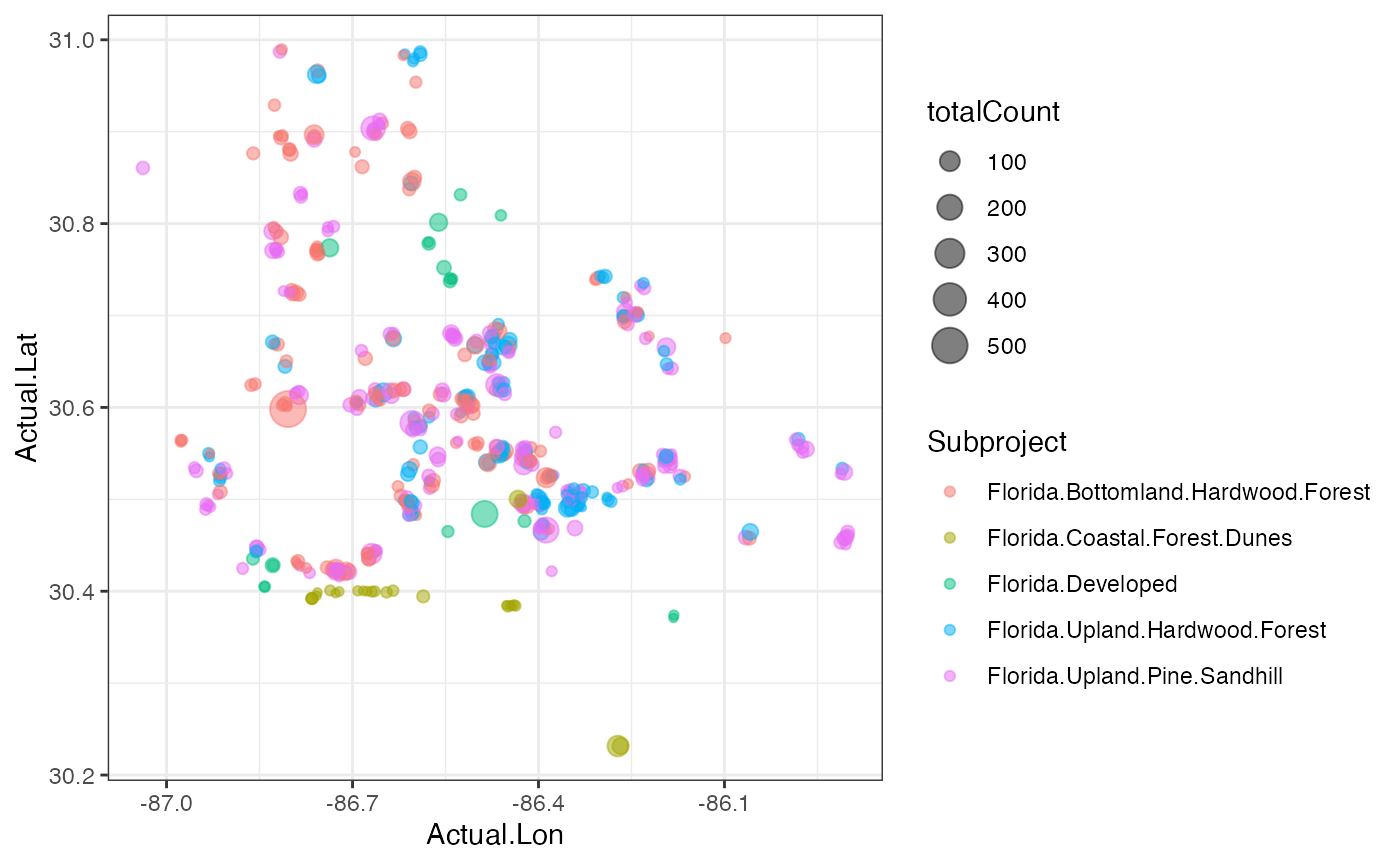 31.0
30.8
30.6
30.4
30.2
Actual.Lat
-87.0
-86.7
-86.4
-86.1
Actual.Lon
totalCount
100
200
300
400
500
Subproject
Florida.Bottomland.Hardwood.Forest
Florida.Coastal.Forest.Dunes
Florida.Developed
Florida.Upland.Hardwood.Forest
Florida.Upland.Pine.Sandhill